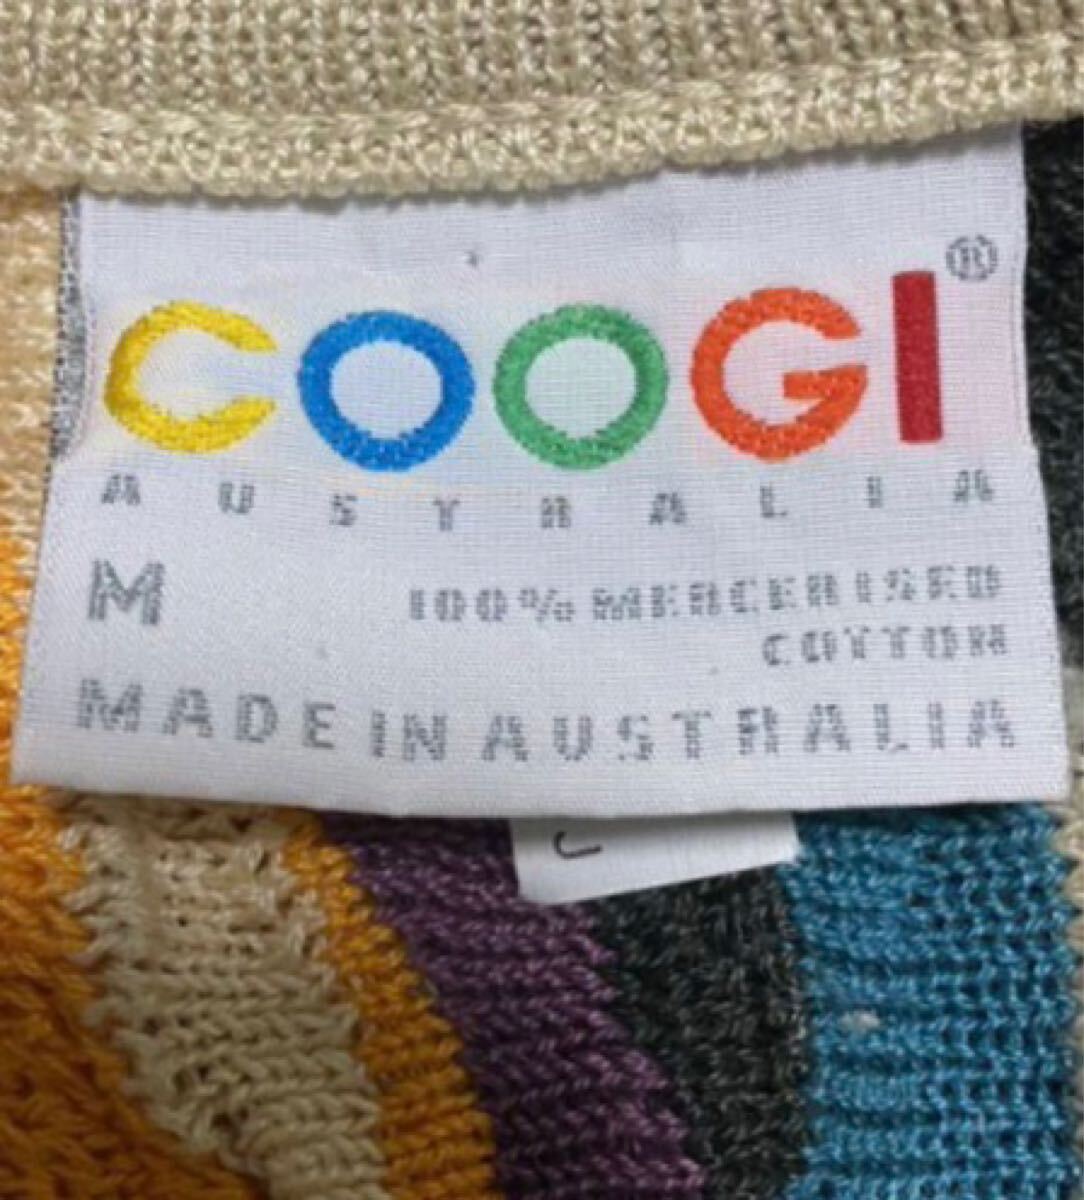 COOGI®
AUSTRALIA
M 100% MERCERISED
COTTON
MADE IN AUSTRALIA
J